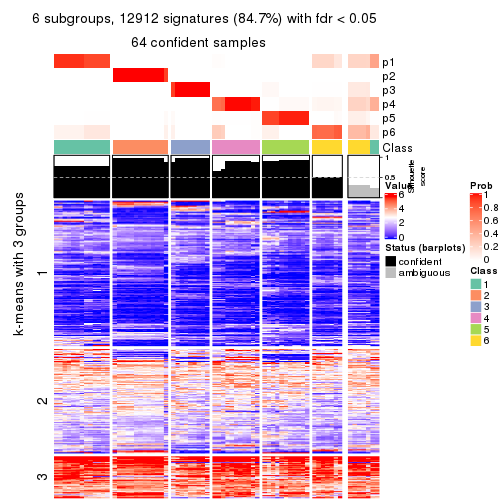 6 subgroups, 12912 signatures (84.7%) with fdr < 0.05
64 confident samples
p1
p2
p3
p4
p5
p6
Class
1
0.5
0
Silhouette
score
k-means with 3 groups
1
2
3
Value
6
4
2
0
Status (barplots)
confident
ambiguous
Prob
1
0.8
0.6
0.4
0.2
0
Class
1
2
3
4
5
6